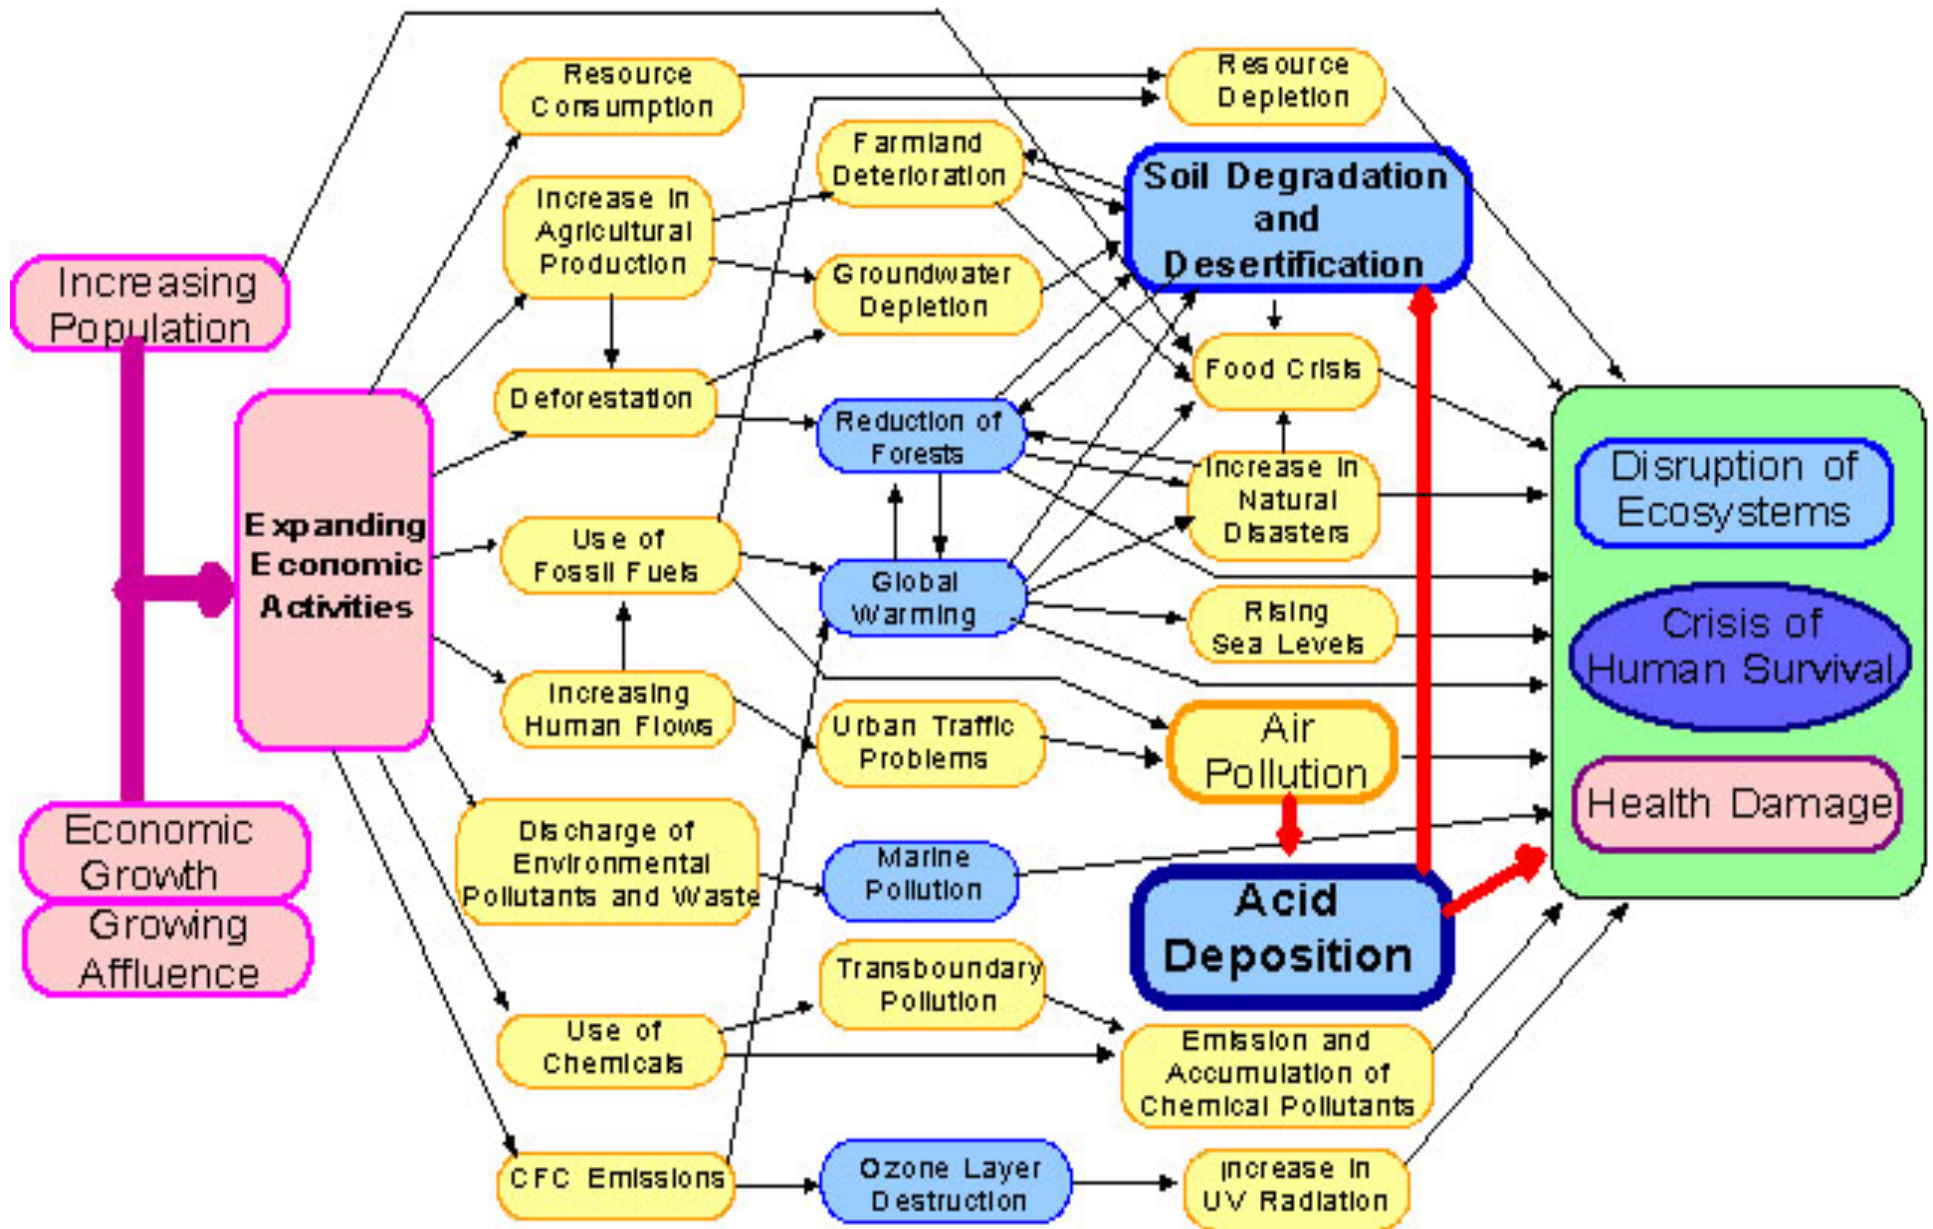 Resource
Consumption
Resource
Depletion
Farmland
Deterioration
Soil Degradation
and
Desertification
Increase in
Agricultural
Production
Increasing
Population
Groundwater
Depletion
Food Crisis
Deforestation
Reduction of
Forests
Increase in
Natural
Disasters
Disruption of
Ecosystems
Expanding
Economic
Activities
Use of
Fossil Fuels
Global
Warming
Rising
Sea Levels
Crisis of
Human Survival
Increasing
Human Flows
Urban Traffic
Problems
Air
Pollution
Health Damage
Economic
Growth
Growing
Affluence
Discharge of
Environmental
Pollutants and Waste
Marine
Pollution
Acid
Deposition
Transboundary
Pollution
Use of
Chemicals
Emission and
Accumulation of
Chemical Pollutants
CFC Emissions
Ozone Layer
Destruction
Increase in
UV Radiation